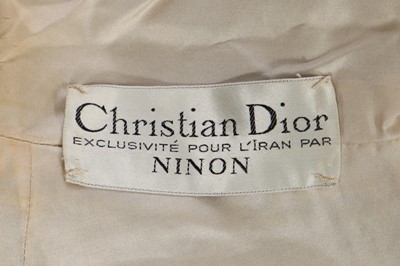 Christian Dior
EXCLUSIVITÉ POUR L'IRAN PAR
NINON